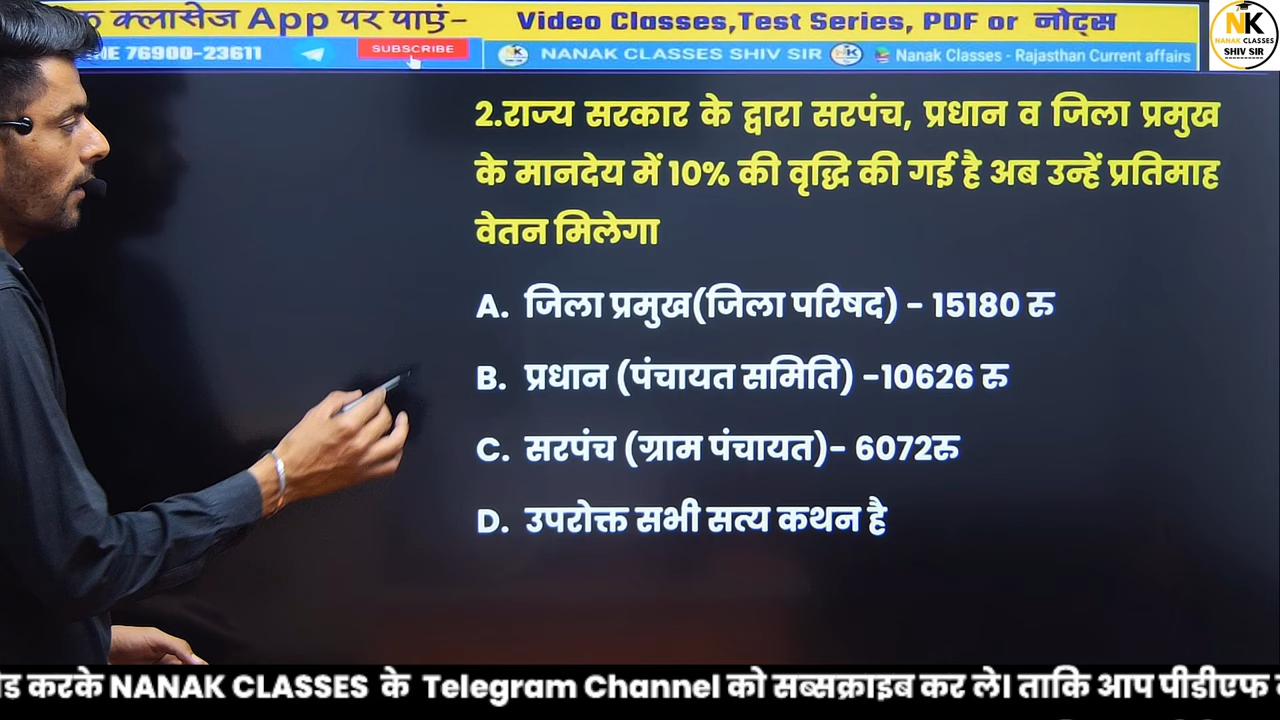 क्लासेज App पर पाएं- Video Classes,Test Series, PDF or नोट्स
NK
NANAK CLASSES
SHIV SIR
76900-23611 SUBSCRIBE NK NANAK CLASSES SHIV SIR NK Nanak Classes - Rajasthan Current affairs
2.राज्य सरकार के द्वारा सरपंच, प्रधान व जिला प्रमुख
के मानदेय में 10% की वृद्धि की गई है अब उन्हें प्रतिमाह
वेतन मिलेगा
A. जिला प्रमुख(जिला परिषद) - 15180 रु
B. प्रधान (पंचायत समिति) -10626 रु
C. सरपंच (ग्राम पंचायत)- 6072रु
D. उपरोक्त सभी सत्य कथन है
करके NANAK CLASSES के Telegram Channel को सब्सक्राइब कर ले। ताकि आप पीडीएफ